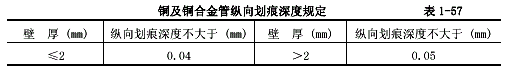 铜及铜合金管纵向划痕深度规定 表1-57
壁 厚(mm) 纵向划痕深度不大于(mm) 壁 厚(mm) 纵向划痕深度不大于(mm)
≤2 0.04 >2 0.05